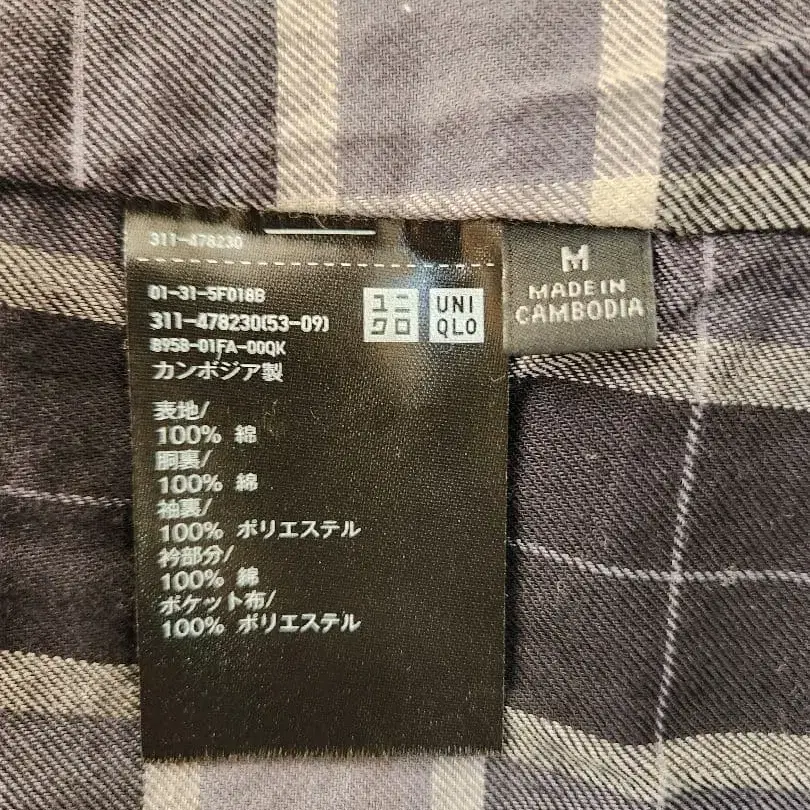 311-478230
01-31-5F018B
311-478230(53-09)
895B-01FA-00QK
カンボジア製
ユニ
クロ
UNI
QLO
M
MADE IN
CAMBODIA
表地/
100% 綿
胴裏/
100% 綿
袖裏/
100% ポリエステル
衿部分/
100% 綿
ポケット布/
100% ポリエステル